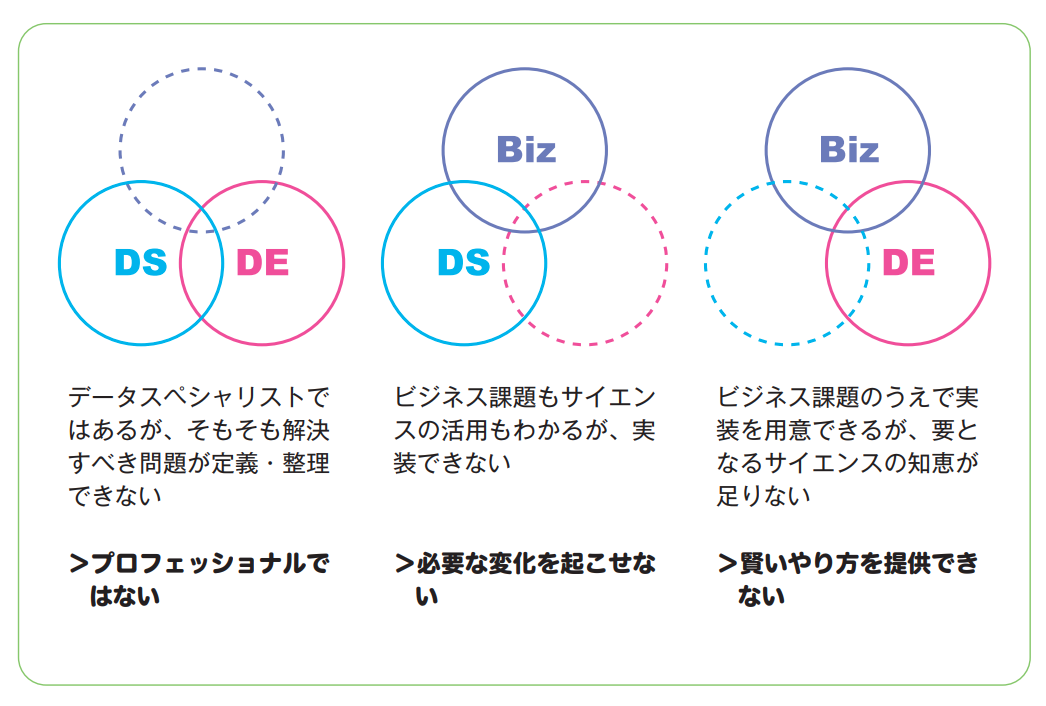 DS
DE
データスペシャリストで
はあるが、そもそも解決
すべき問題が定義・整理
できない
>プロフェッショナルで
はない
Biz
DS
ビジネス課題もサイエン
スの活用もわかるが、実
装できない
>必要な変化を起こせな
い
Biz
DE
ビジネス課題のうえで実
装を用意できるが、要と
なるサイエンスの知恵が
足りない
>賢いやり方を提供でき
ない